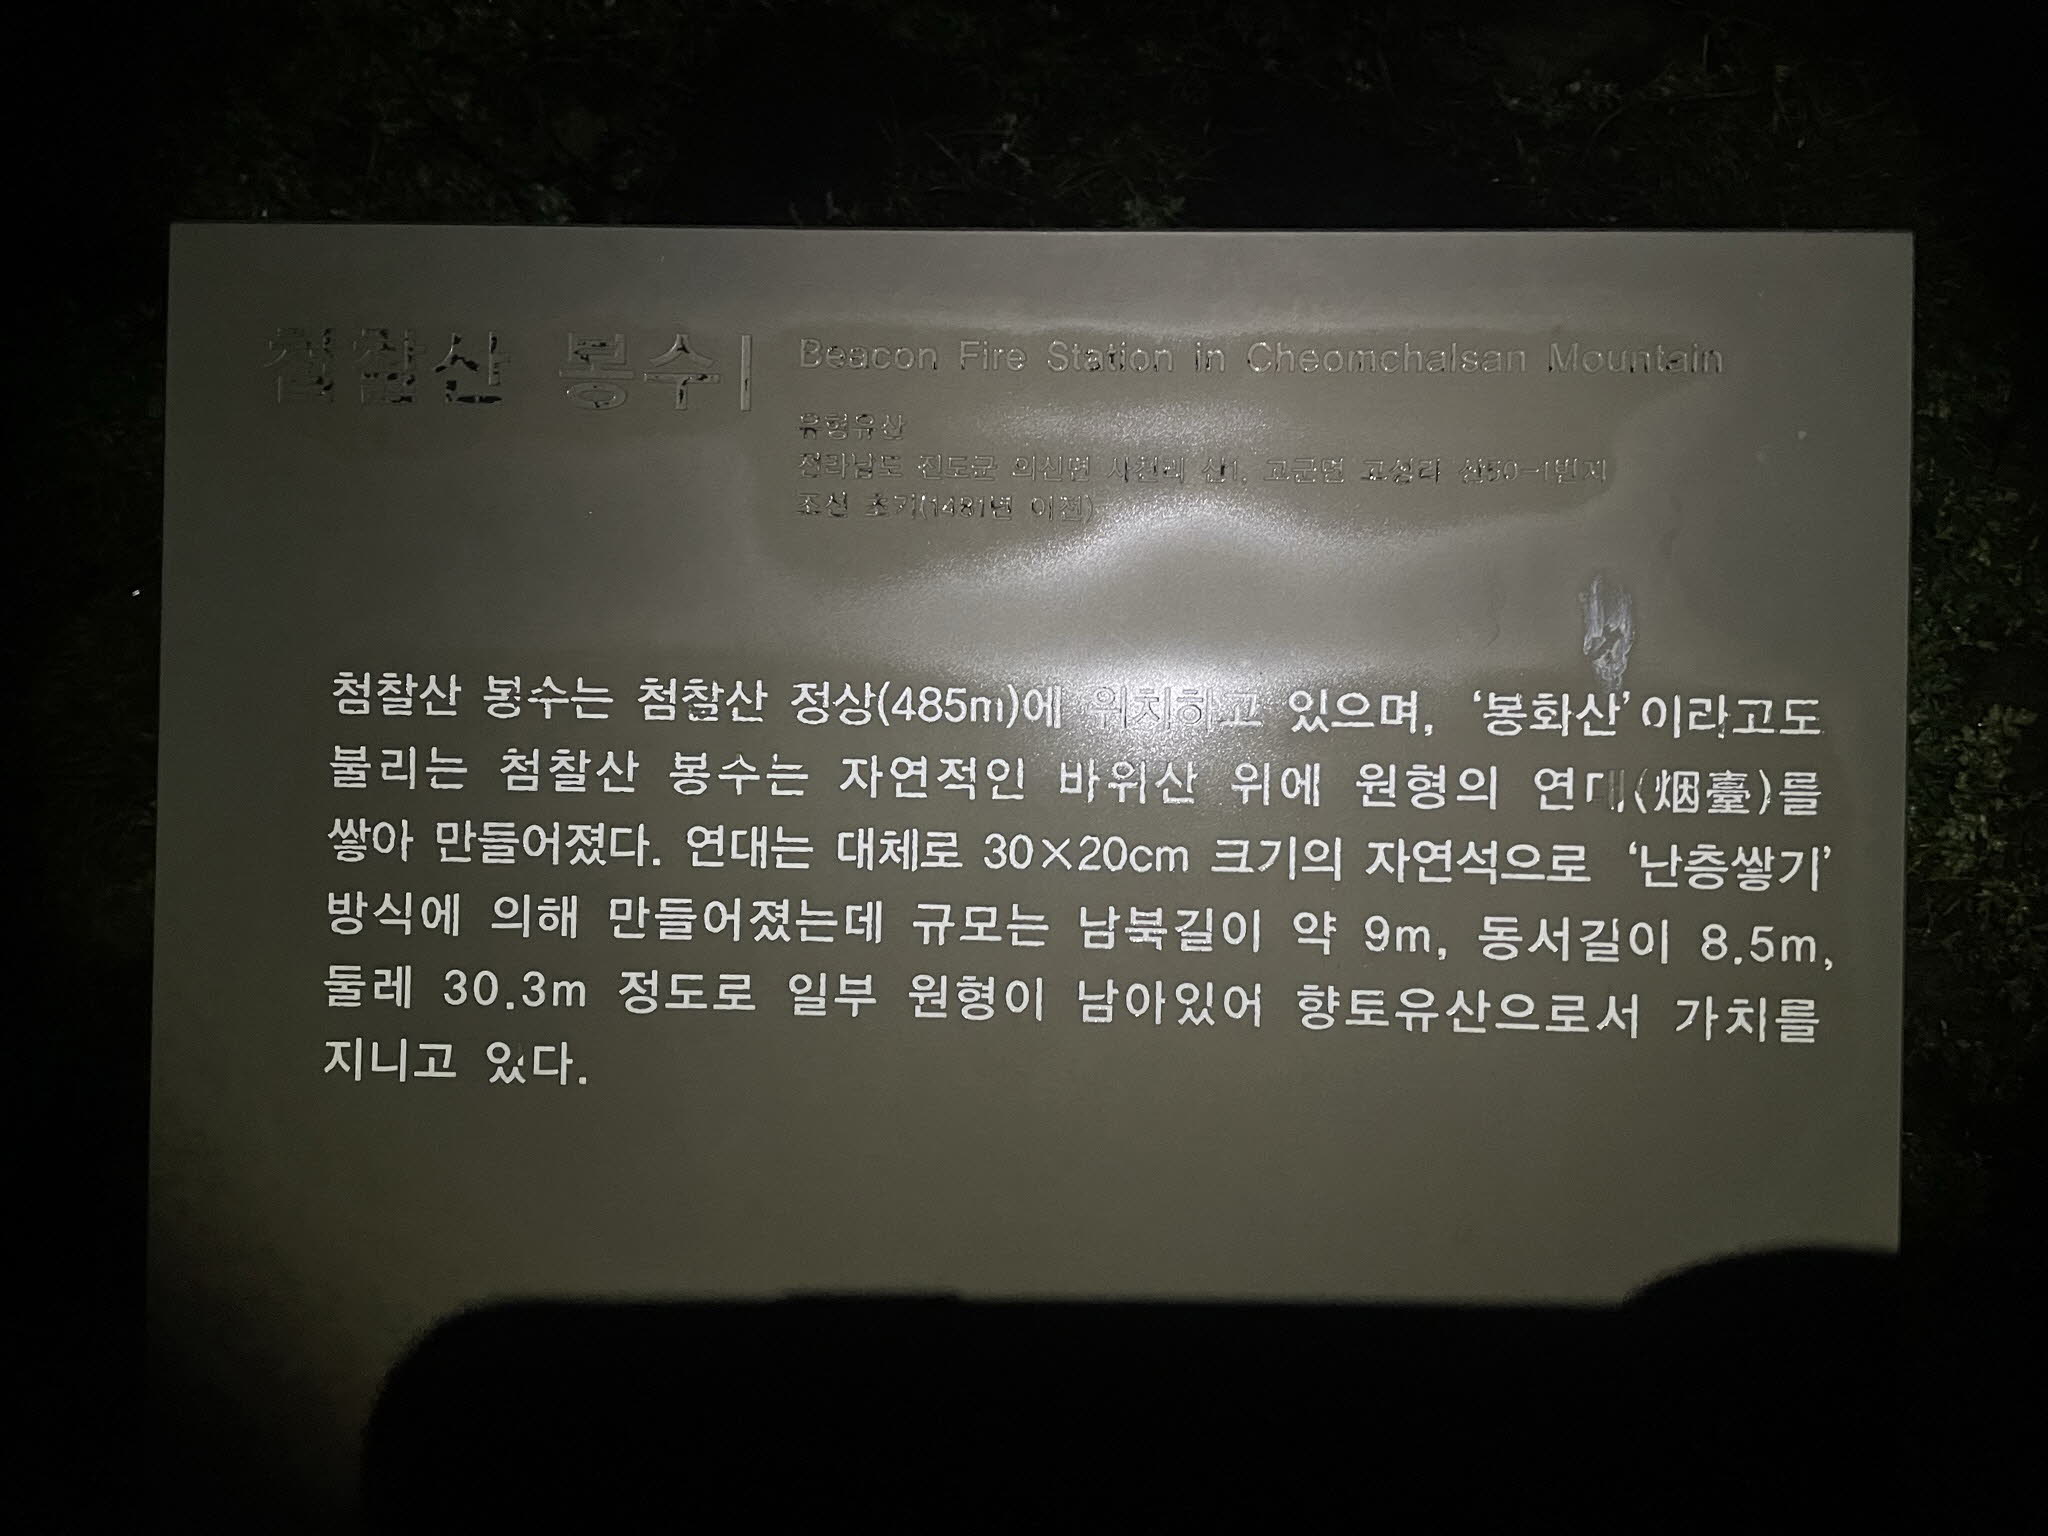 첨찰산 봉수
Beacon Fire Station in Cheomchalsan Mountain
유형유산
전라남도 진도군 의신면 사천리 산1, 고군면 고성리 산50-1번지
조선 초기(1481년 이전)
첨찰산 봉수는 첨찰산 정상(485m)에 위치하고 있으며, ‘봉화산’이라고도
불리는 첨찰산 봉수는 자연적인 바위산 위에 원형의 연대(烟臺)를
쌓아 만들어졌다. 연대는 대체로 30×20cm 크기의 자연석으로 ‘난층쌓기’
방식에 의해 만들어졌는데 규모는 남북길이 약 9m, 동서길이 8.5m,
둘레 30.3m 정도로 일부 원형이 남아있어 향토유산으로서 가치를
지니고 있다.